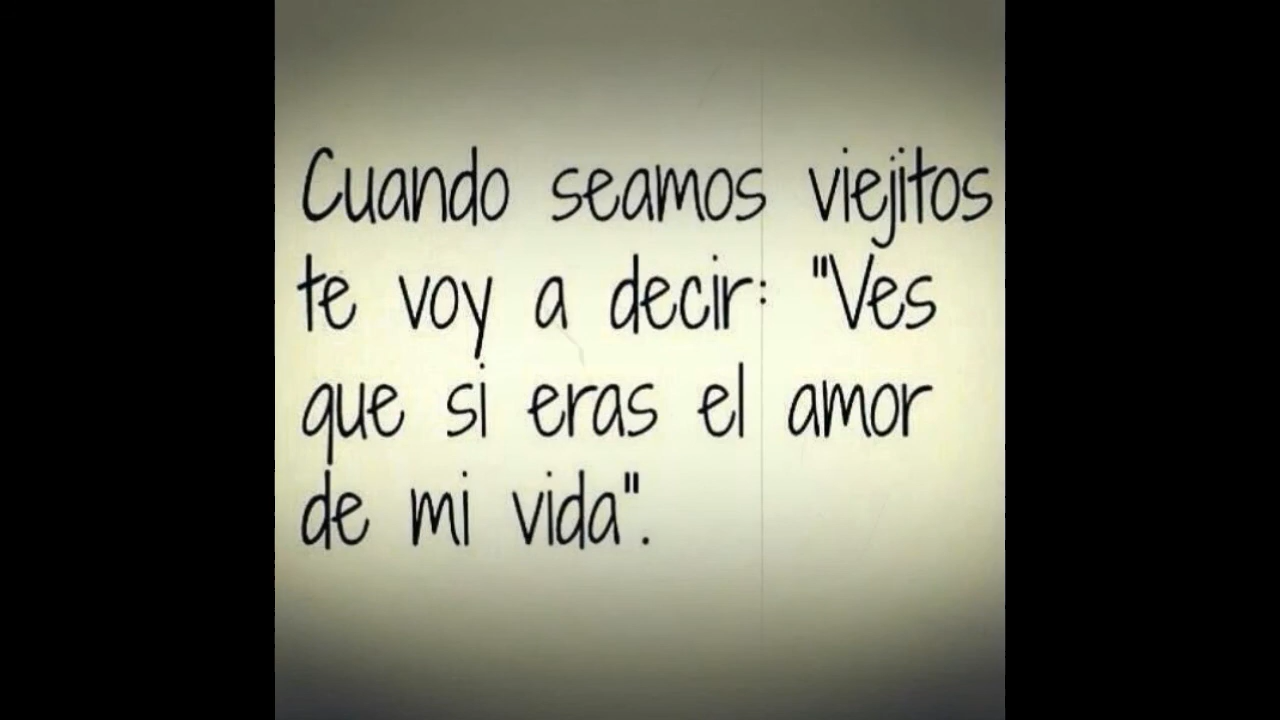 Cuando seamos viejitos
te voy a decir: "Ves
que si eras el amor
de mi vida".